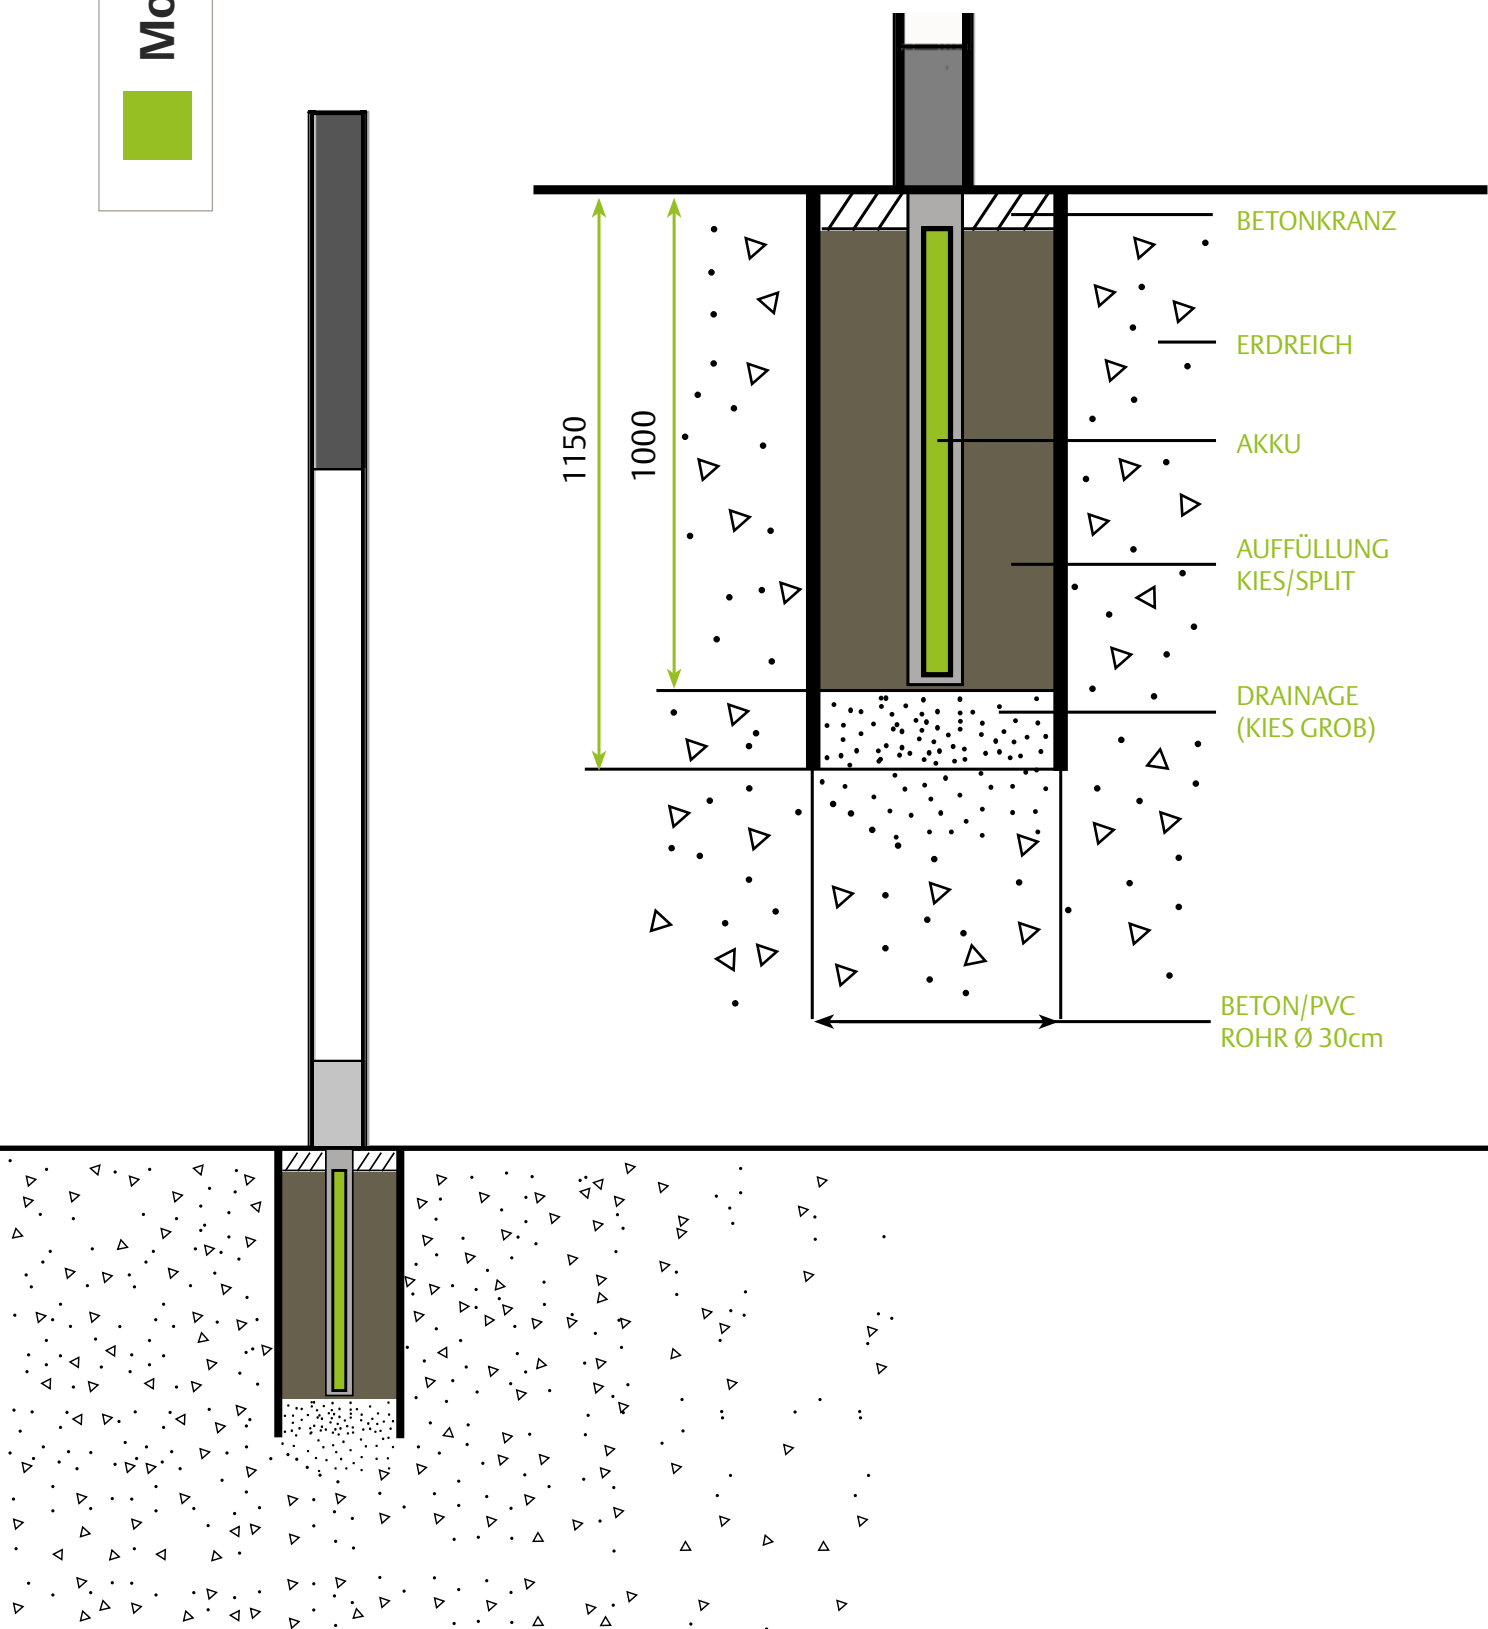 BETONKRANZ
ERDREICH
1150
1000
AKKU
AUFFÜLLUNG
KIES/SPLIT
DRAINAGE
(KIES GROB)
BETON/PVC
ROHR Ø 30cm